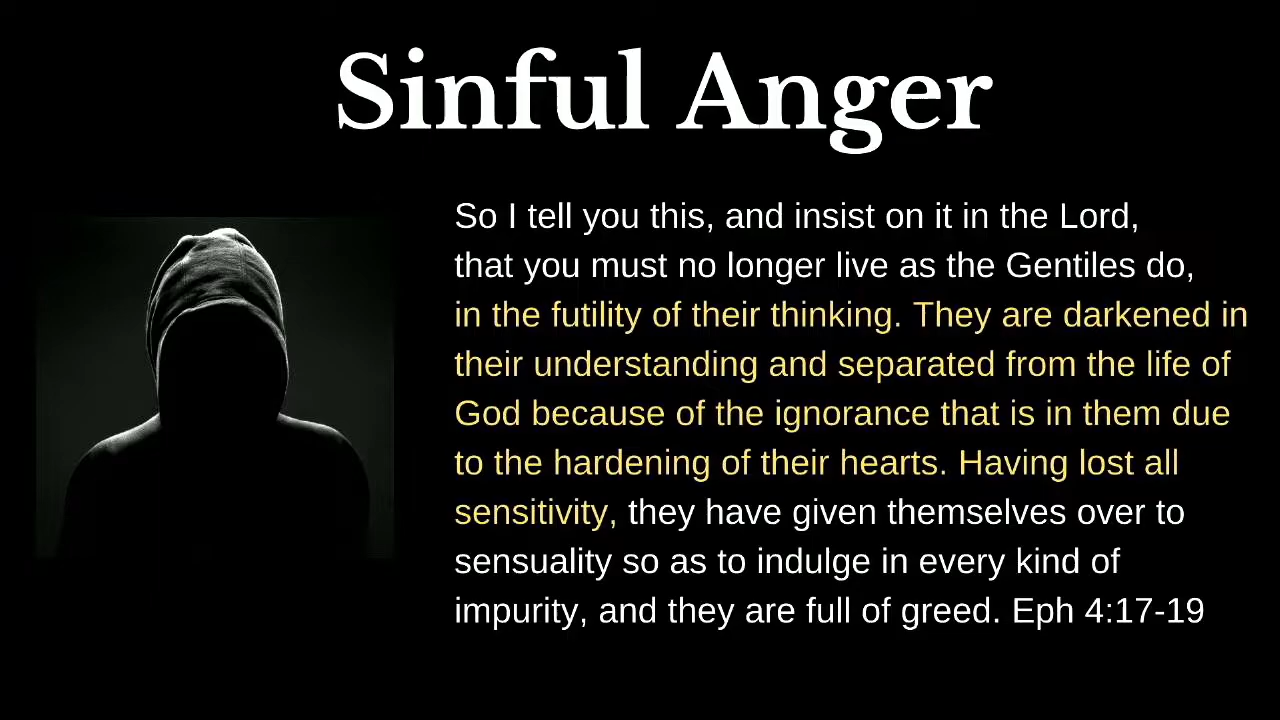 Sinful Anger
So I tell you this, and insist on it in the Lord,
that you must no longer live as the Gentiles do,
in the futility of their thinking. They are darkened in
their understanding and separated from the life of
God because of the ignorance that is in them due
to the hardening of their hearts. Having lost all
sensitivity, they have given themselves over to
sensuality so as to indulge in every kind of
impurity, and they are full of greed. Eph 4:17-19